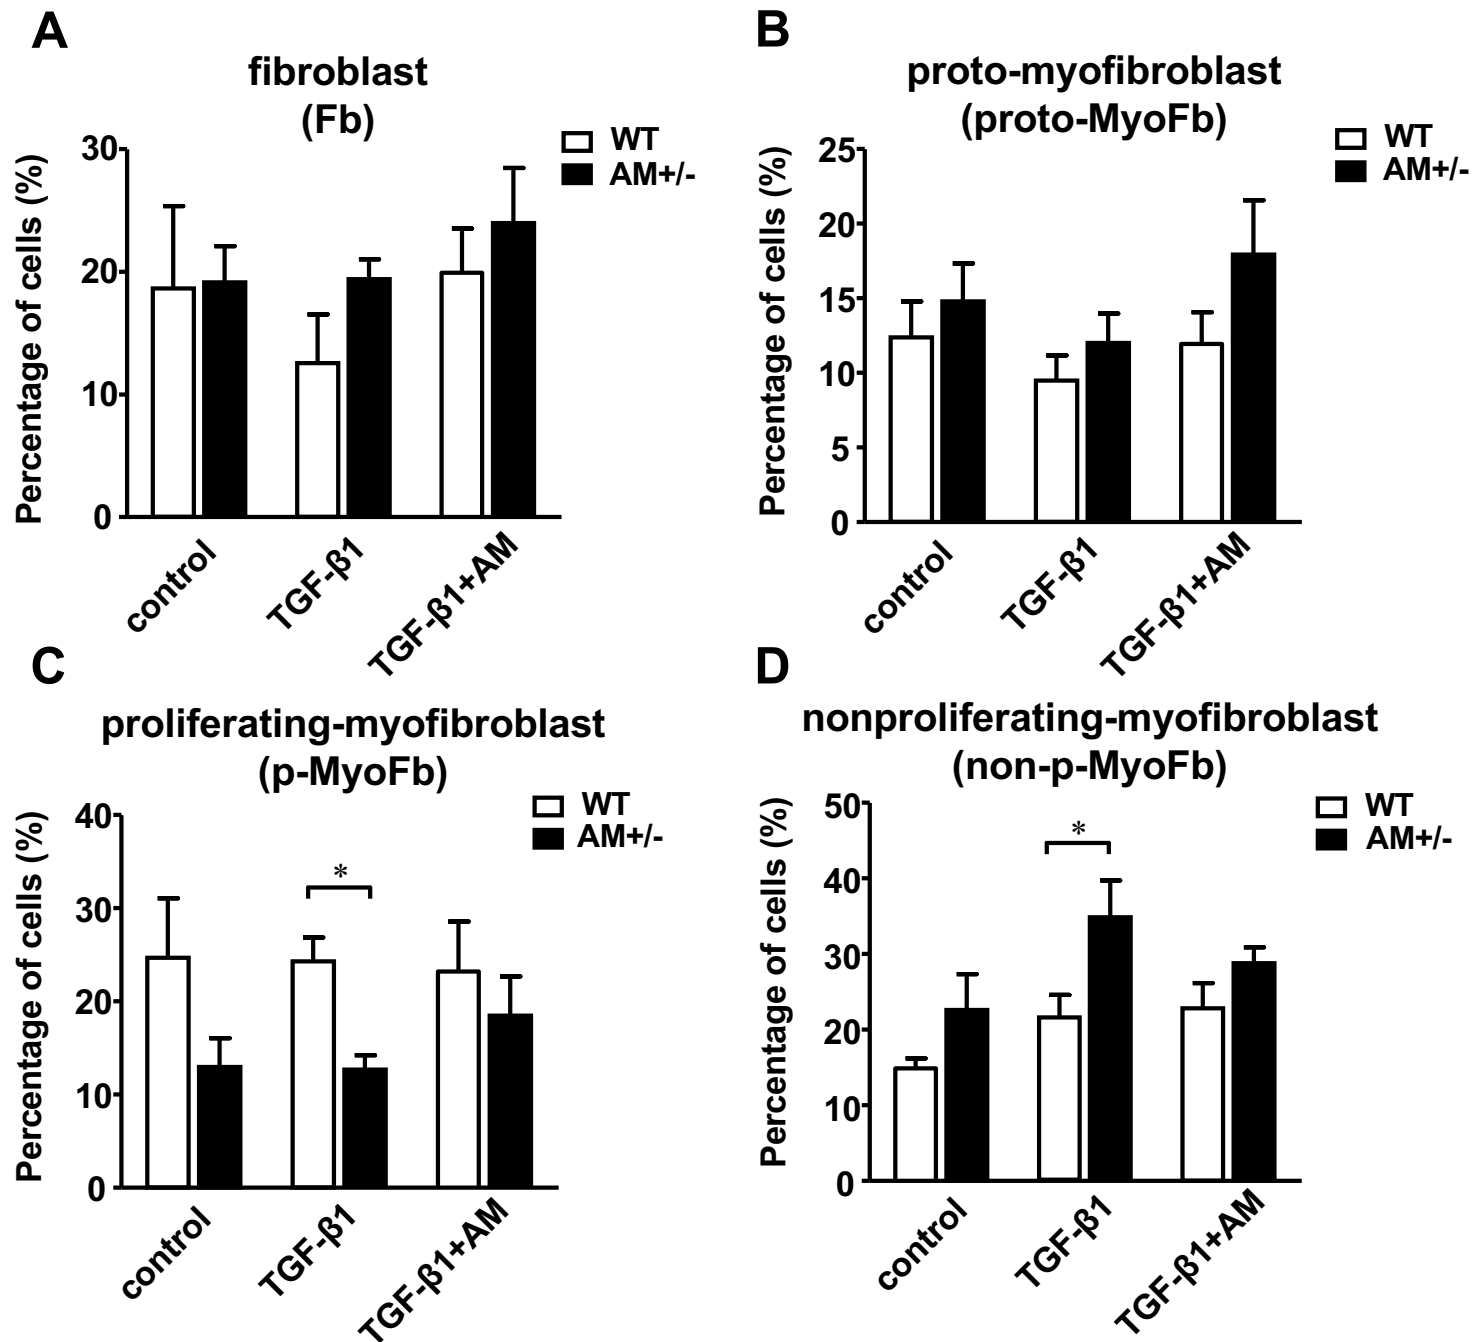 A
fibroblast
(Fb)
WT
AM+/-
Percentage of cells (%)
30
20
10
0
control
TGF-β1
TGF-β1+AM
B
proto-myofibroblast
(proto-MyoFb)
WT
AM+/-
Percentage of cells (%)
25
20
15
10
5
0
control
TGF-β1
TGF-β1+AM
C
proliferating-myofibroblast
(p-MyoFb)
WT
AM+/-
Percentage of cells (%)
40
30
20
10
0
*
control
TGF-β1
TGF-β1+AM
D
nonproliferating-myofibroblast
(non-p-MyoFb)
WT
AM+/-
Percentage of cells (%)
50
40
30
20
10
0
*
control
TGF-β1
TGF-β1+AM